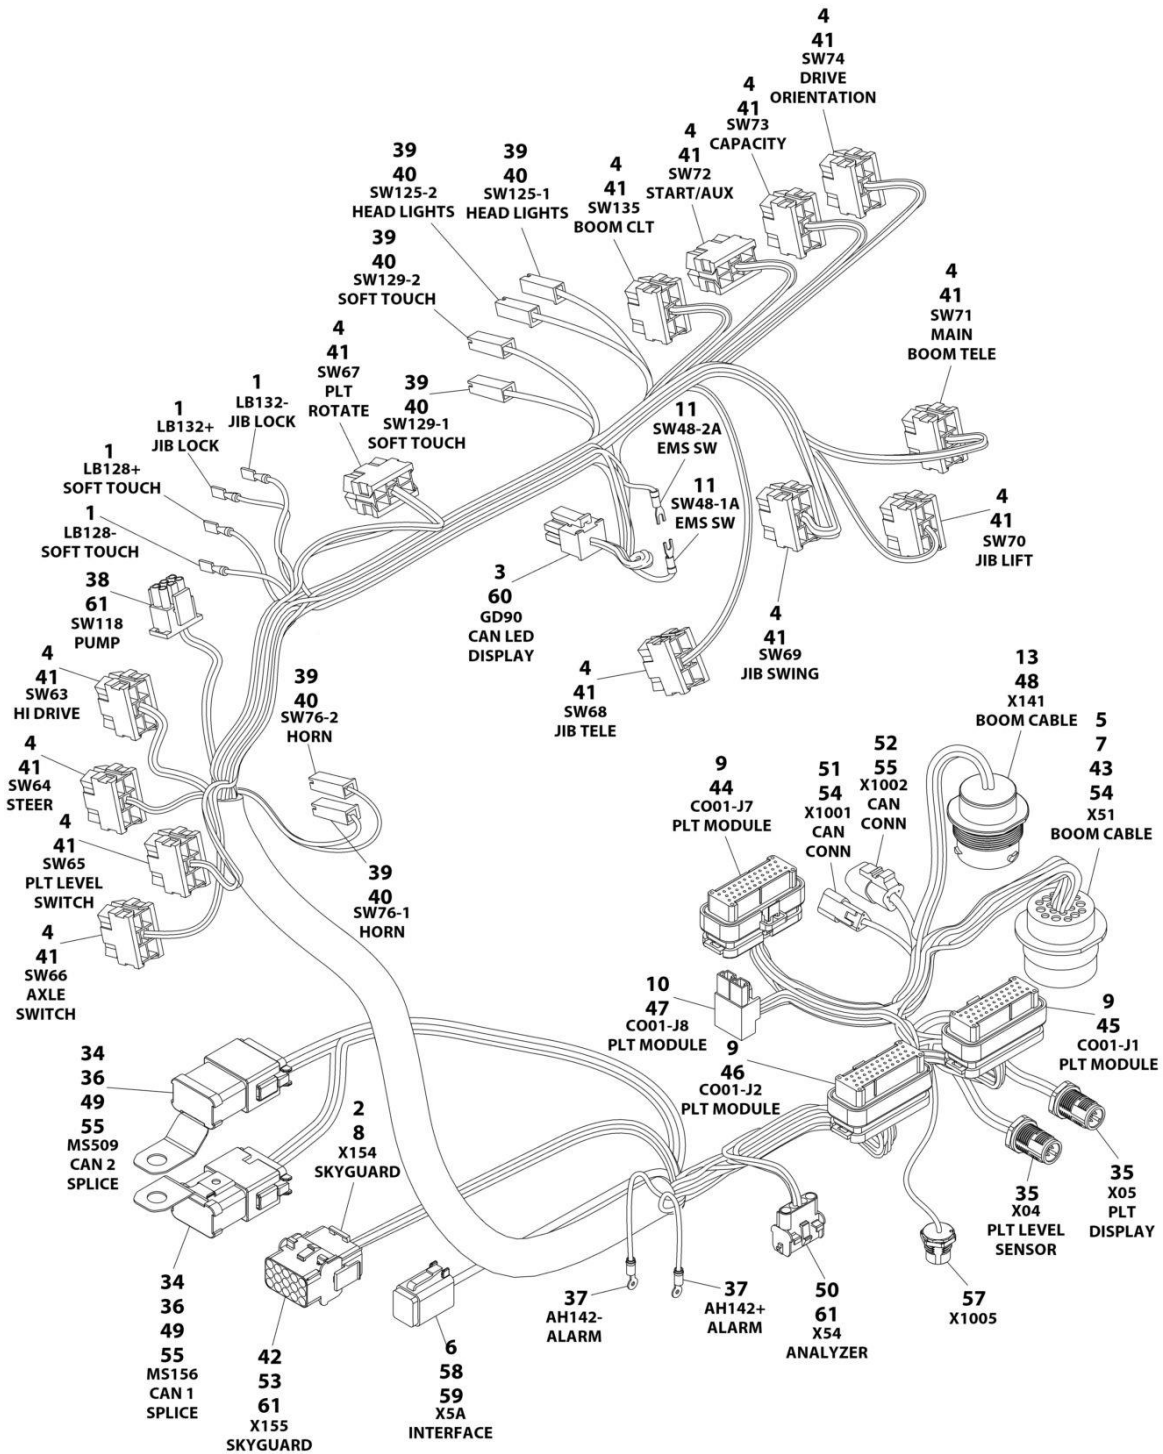 4
41
SW74
DRIVE
ORIENTATION
4
41
SW73
CAPACITY
4
41
SW72
START/AUX
4
41
SW135
BOOM CLT
39
40
SW125-1
HEAD LIGHTS
39
40
SW125-2
HEAD LIGHTS
39
40
SW129-2
SOFT TOUCH
4
41
SW67
PLT
ROTATE
39
40
SW129-1
SOFT TOUCH
4
41
SW71
MAIN
BOOM TELE
1
LB132-
JIB LOCK
1
LB132+
JIB LOCK
1
LB128+
SOFT TOUCH
1
LB128-
SOFT TOUCH
11
SW48-2A
EMS SW
11
SW48-1A
EMS SW
4
41
SW70
JIB LIFT
38
61
SW118
PUMP
3
60
GD90
CAN LED
DISPLAY
4
41
SW69
JIB SWING
4
41
SW68
JIB TELE
4
41
SW63
HI DRIVE
39
40
SW76-2
HORN
13
48
X141
BOOM CABLE
5
7
43
54
X51
BOOM CABLE
4
41
SW64
STEER
9
44
CO01-J7
PLT MODULE
51
54
X1001
CAN
CONN
52
55
X1002
CAN
CONN
4
41
SW65
PLT LEVEL
SWITCH
39
40
SW76-1
HORN
4
41
SW66
AXLE
SWITCH
10
47
CO01-J8
PLT MODULE
9
45
CO01-J1
PLT MODULE
9
46
CO01-J2
PLT MODULE
34
36
49
55
MS509
CAN 2
SPLICE
2
8
X154
SKYGUARD
35
X04
PLT LEVEL
SENSOR
35
X05
PLT
DISPLAY
34
36
49
55
MS156
CAN 1
SPLICE
42
53
61
X155
SKYGUARD
6
58
59
X5A
INTERFACE
37
AH142-
ALARM
37
AH142+
ALARM
50
61
X54
ANALYZER
57
X1005